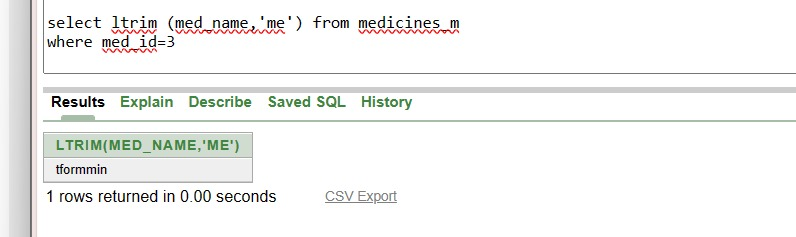 select ltrim (med_name,'me') from medicines_m
where med_id=3
Results Explain Describe Saved SQL History
LTRIM(MED_NAME,'ME')
tformmin
1 rows returned in 0.00 seconds CSV Export